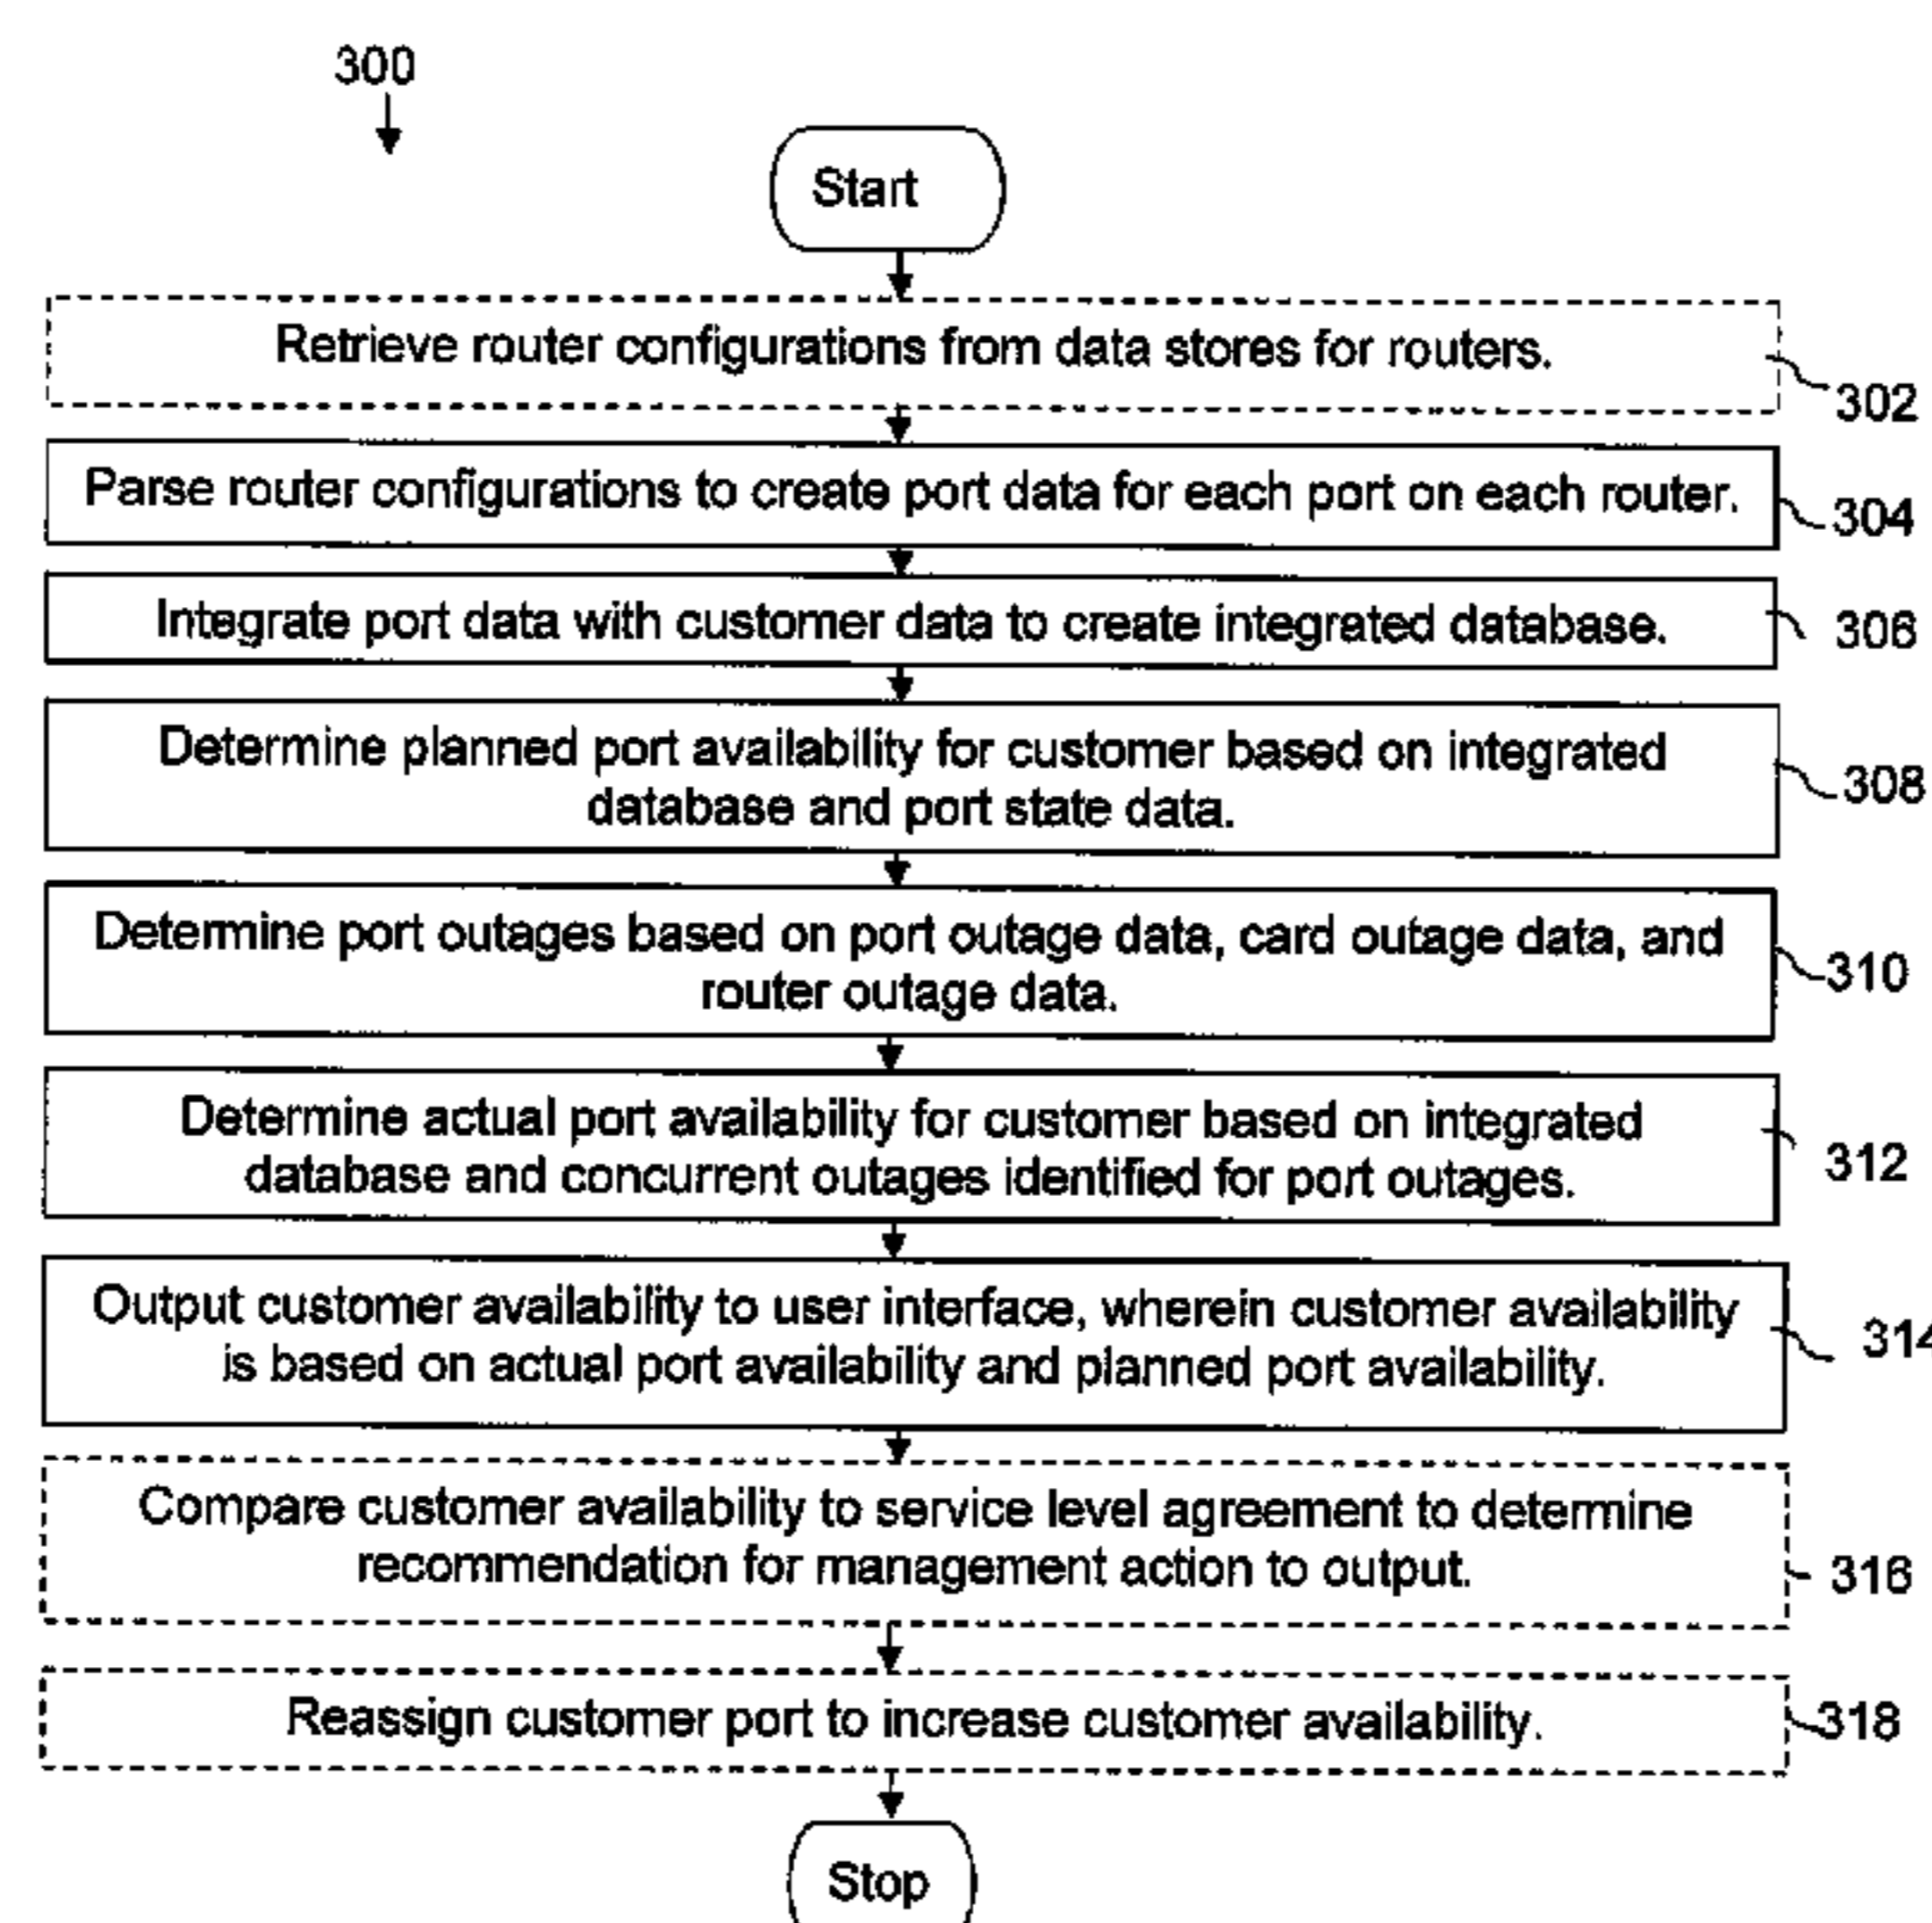 300
Start
Retrieve router configurations from data stores for routers.
302
Parse router configurations to create port data for each port on each router.
304
Integrate port data with customer data to create integrated database.
306
Determine planned port availability for customer based on integrated
database and port state data.
308
Determine port outages based on port outage data, card outage data, and
router outage data.
310
Determine actual port availability for customer based on integrated
database and concurrent outages identified for port outages.
312
Output customer availability to user interface, wherein customer availability
is based on actual port availability and planned port availability.
314
Compare customer availability to service level agreement to determine
recommendation for management action to output.
316
Reassign customer port to increase customer availability.
318
Stop